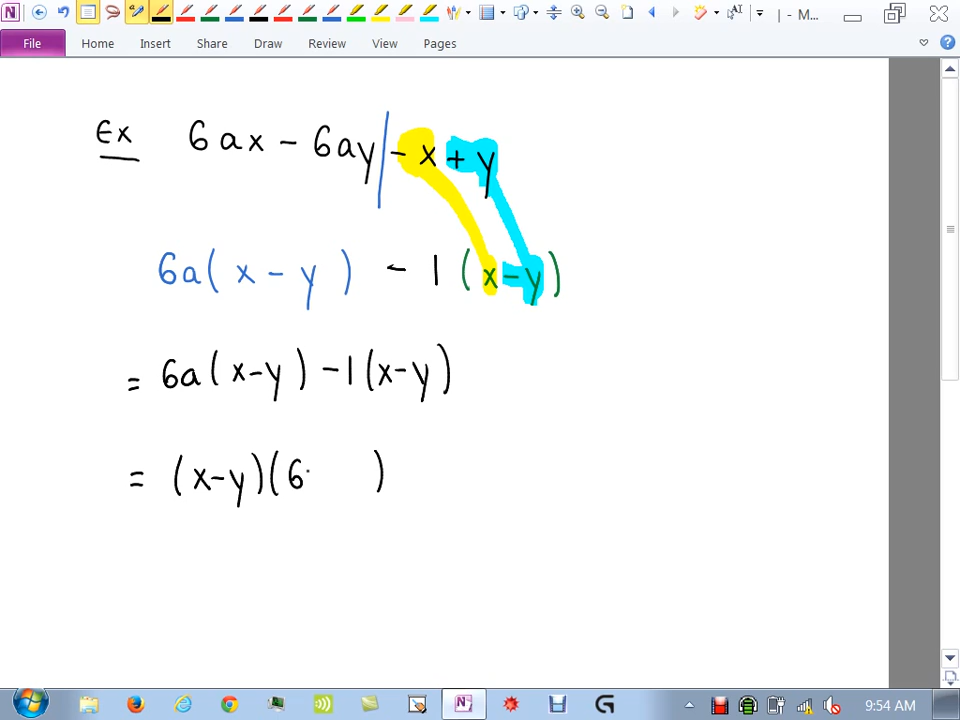 | - M...
File Home Insert Share Draw Review View Pages
Ex 6ax - 6ay | - x + y
6a( x - y ) - 1 ( x - y )
= 6a( x-y ) - 1(x-y)
= (x-y)(6 )
9:54 AM